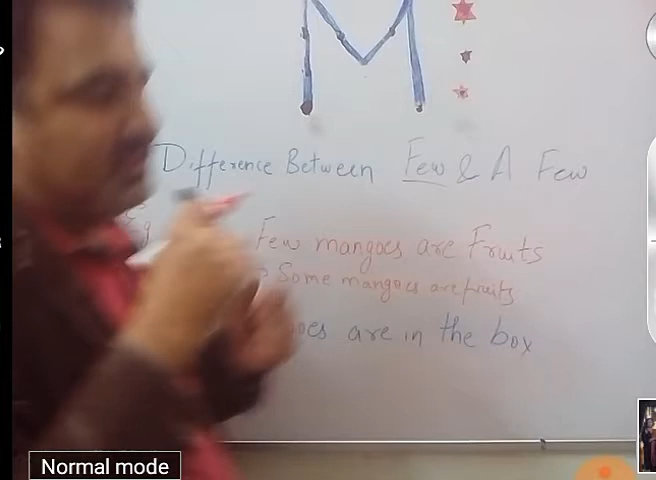 M
Difference Between Few & A Few
Eg
Few mangoes are Fruits
Some mangoes are fruits
oes are in the box
Normal mode